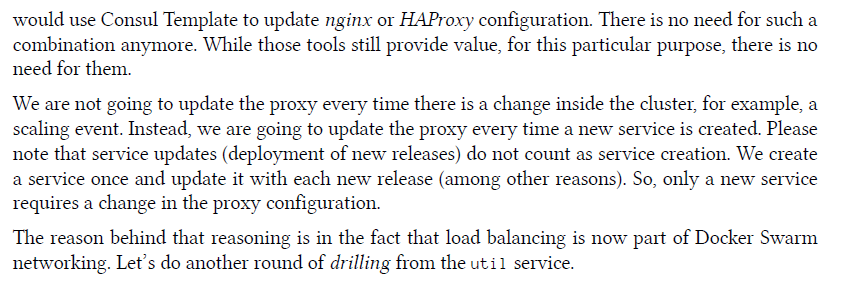 would use Consul Template to update nginx or HAProxy configuration. There is no need for such a
combination anymore. While those tools still provide value, for this particular purpose, there is no
need for them.
We are not going to update the proxy every time there is a change inside the cluster, for example, a
scaling event. Instead, we are going to update the proxy every time a new service is created. Please
note that service updates (deployment of new releases) do not count as service creation. We create
a service once and update it with each new release (among other reasons). So, only a new service
requires a change in the proxy configuration.
The reason behind that reasoning is in the fact that load balancing is now part of Docker Swarm
networking. Let's do another round of drilling from the util service.